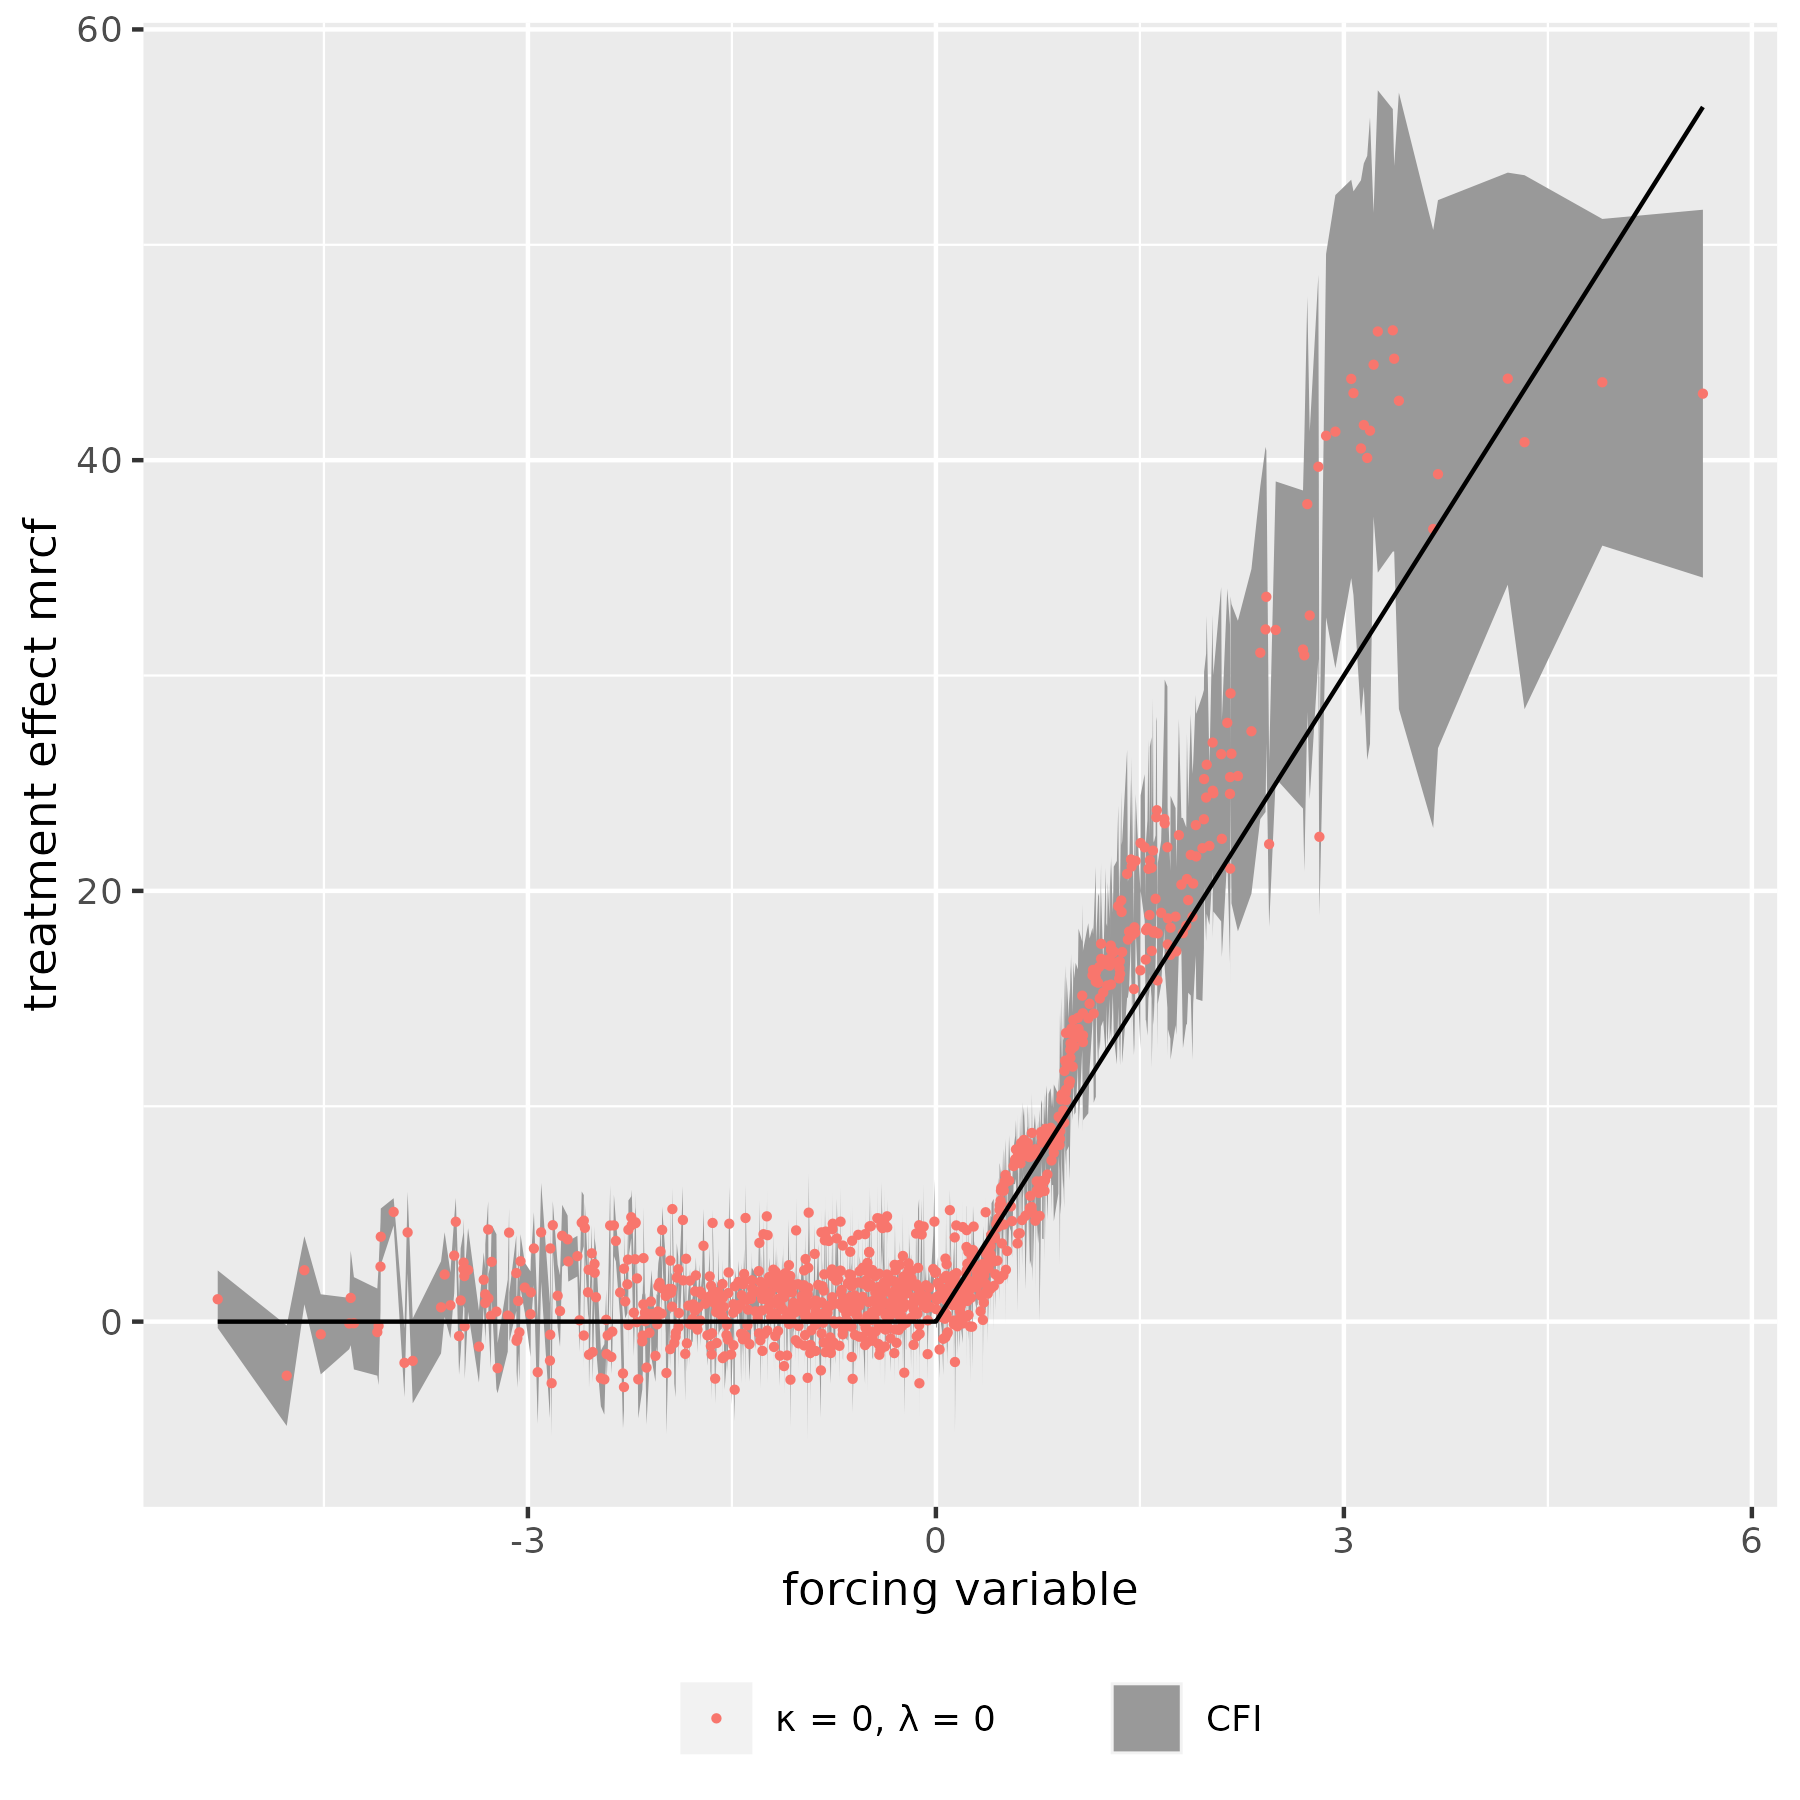 treatment effect mrcf
60
40
20
0
-3 0 3 6
forcing variable
κ = 0, λ = 0 CFI